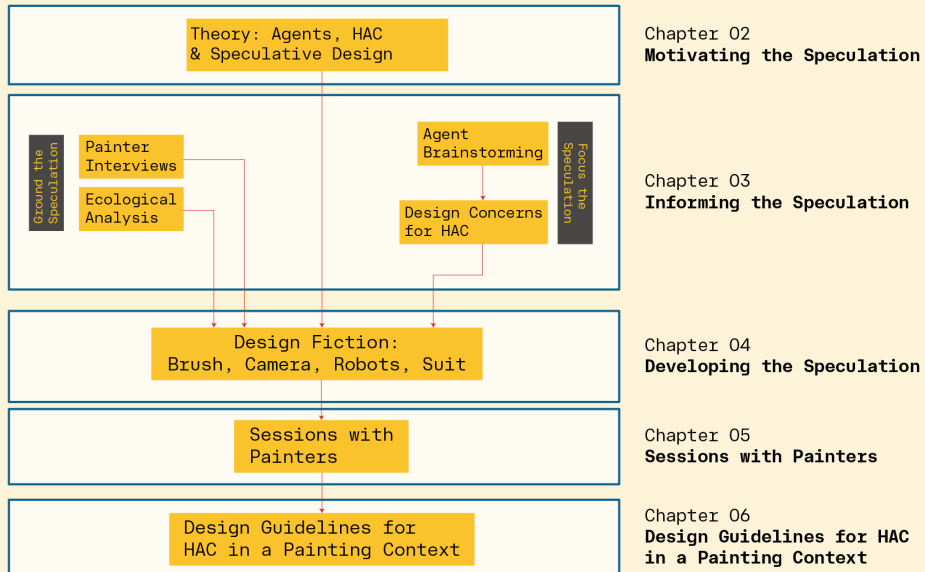 Theory: Agents, HAC
& Speculative Design
Chapter 02
Motivating the Speculation
Ground the
Speculation
Painter
Interviews
Ecological
Analysis
Agent
Brainstorming
Design Concerns
for HAC
Focus the
Speculation
Chapter 03
Informing the Speculation
Design Fiction:
Brush, Camera, Robots, Suit
Chapter 04
Developing the Speculation
Sessions with
Painters
Chapter 05
Sessions with Painters
Design Guidelines for
HAC in a Painting Context
Chapter 06
Design Guidelines for HAC
in a Painting Context